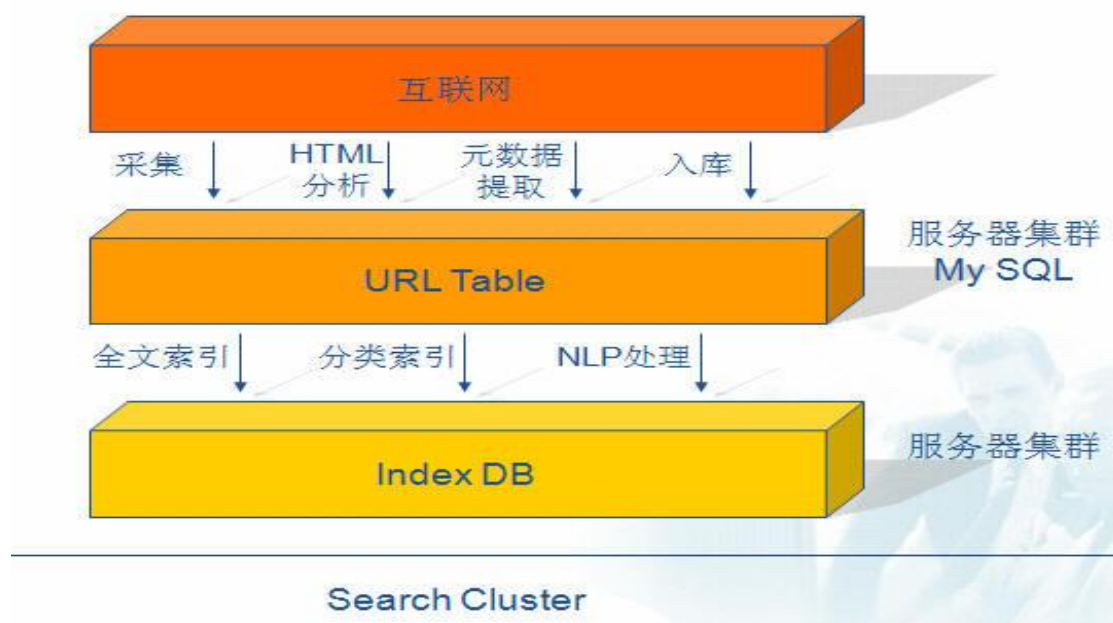 互联网
采集
HTML
分析
元数据
提取
入库
URL Table
服务器集群
My SQL
全文索引
分类索引
NLP处理
Index DB
服务器集群
Search Cluster